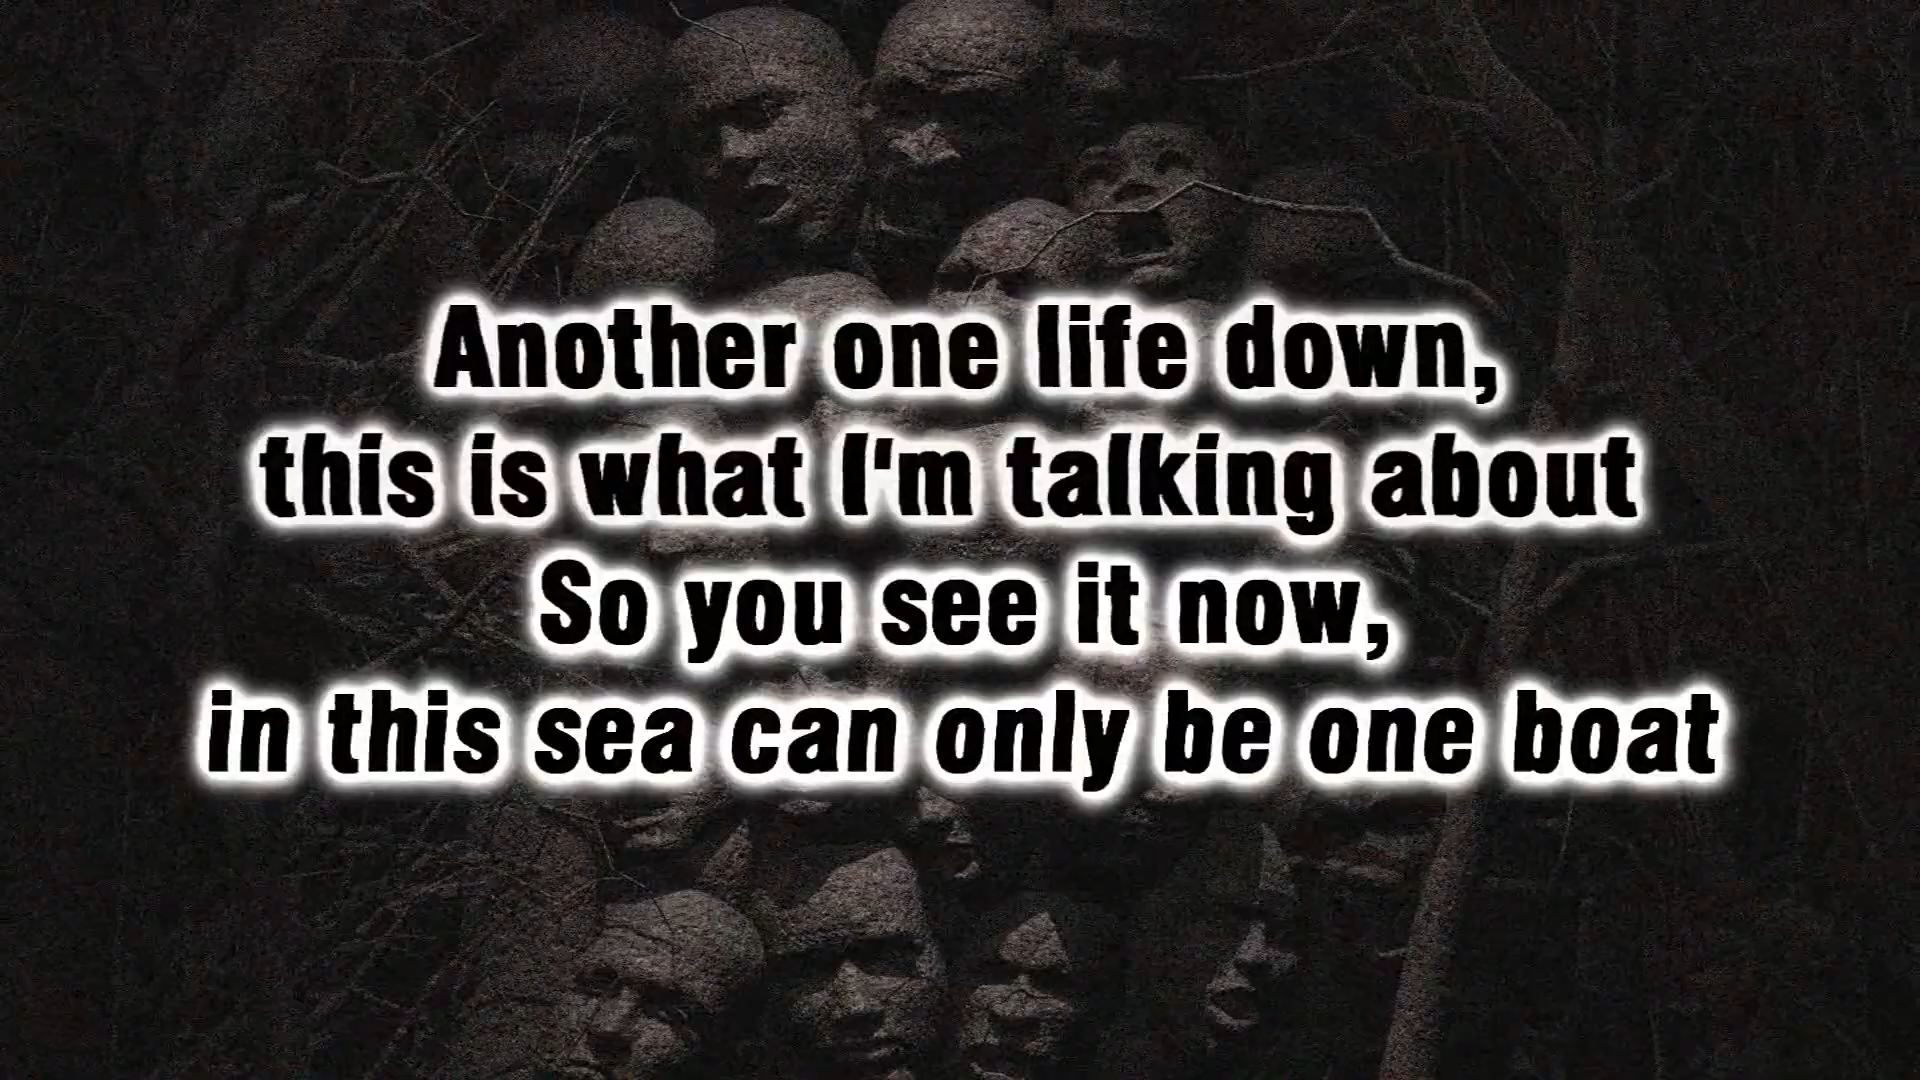 Another one life down,
this is what I'm talking about
So you see it now,
in this sea can only be one boat